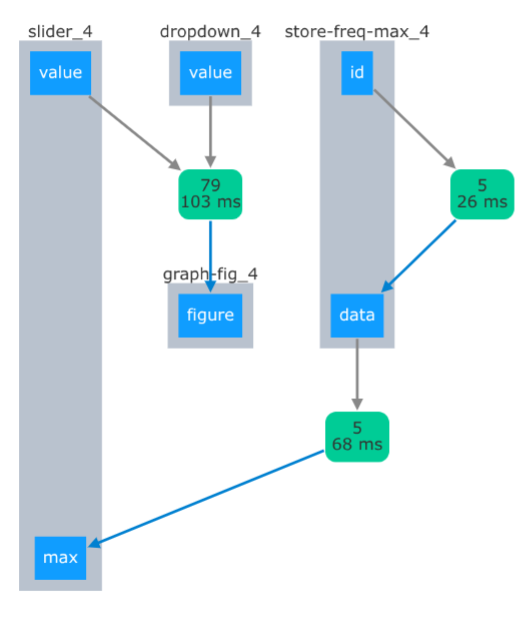 slider_4
dropdown_4
store-freq-max_4
value
value
id
79
103 ms
5
26 ms
graph-fig_4
figure
data
5
68 ms
max